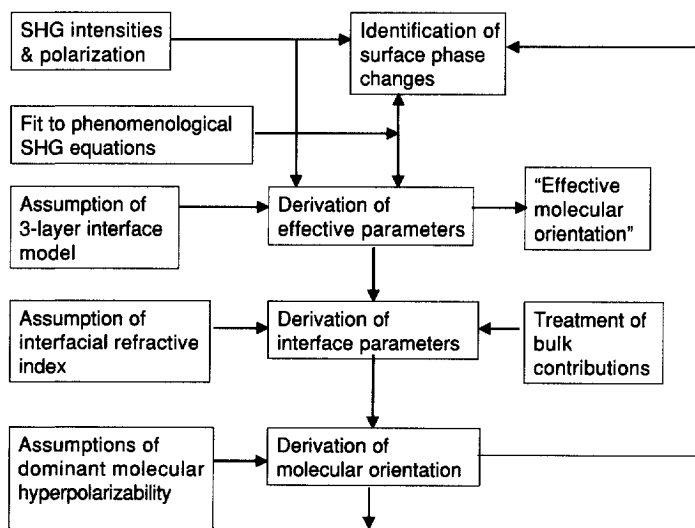 SHG intensities
& polarization
Identification of
surface phase
changes
Fit to phenomenological
SHG equations
Assumption of
3-layer interface
model
Derivation of
effective parameters
“Effective
molecular
orientation”
Assumption of
interfacial refractive
index
Derivation of
interface parameters
Treatment of
bulk
contributions
Assumptions of
dominant molecular
hyperpolarizability
Derivation of
molecular orientation